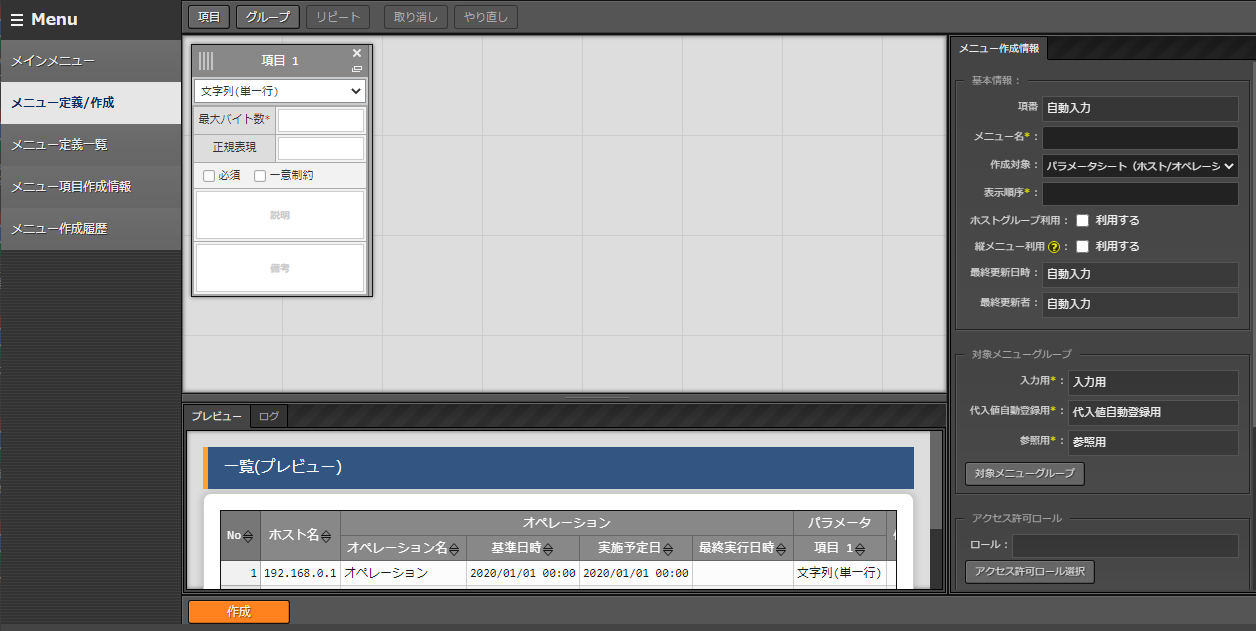 Menu
メインメニュー
メニュー定義/作成
メニュー定義一覧
メニュー項目作成情報
メニュー作成履歴
項目 グループ リピート 取り消し やり直し
項目 1
文字列(単一行)
最大バイト数*
正規表現
必須 一意制約
説明
備考
プレビュー ログ
一覧(プレビュー)
オペレーション パラメータ
No ホスト名 オペレーション名 基準日時 実施予定日 最終実行日時 項目 1
1 192.168.0.1 オペレーション 2020/01/01 00:00 2020/01/01 00:00 文字列(単一行)
作成
メニュー作成情報
基本情報：
項番 自動入力
メニュー名*：
作成対象： パラメータシート（ホスト/オペレーシ
表示順序*：
ホストグループ利用： 利用する
縦メニュー利用?： 利用する
最終更新日時： 自動入力
最終更新者： 自動入力
対象メニューグループ
入力用*： 入力用
代入値自動登録用*： 代入値自動登録用
参照用*： 参照用
対象メニューグループ
アクセス許可ロール
ロール：
アクセス許可ロール選択